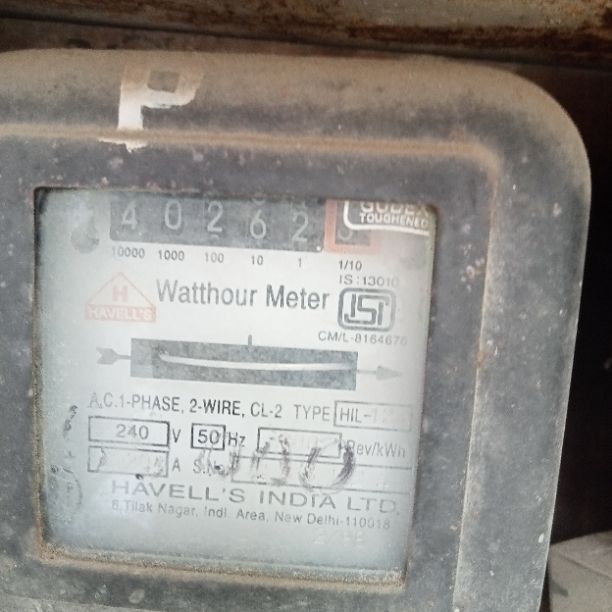 P
4 0 2 6 2
TOUGHENED
10000 1000 100 10 1 1/10
IS:13010
H
HAVELL'S
Watthour Meter
ISI
CM/L-8164676
A.C.1-PHASE, 2-WIRE, CL-2 TYPE HIL-
240 V 50 Hz Rev/kWh
A S.N
HAVELL'S INDIA LTD.
6,Tilak Nagar, Indl. Area, New Delhi-110018